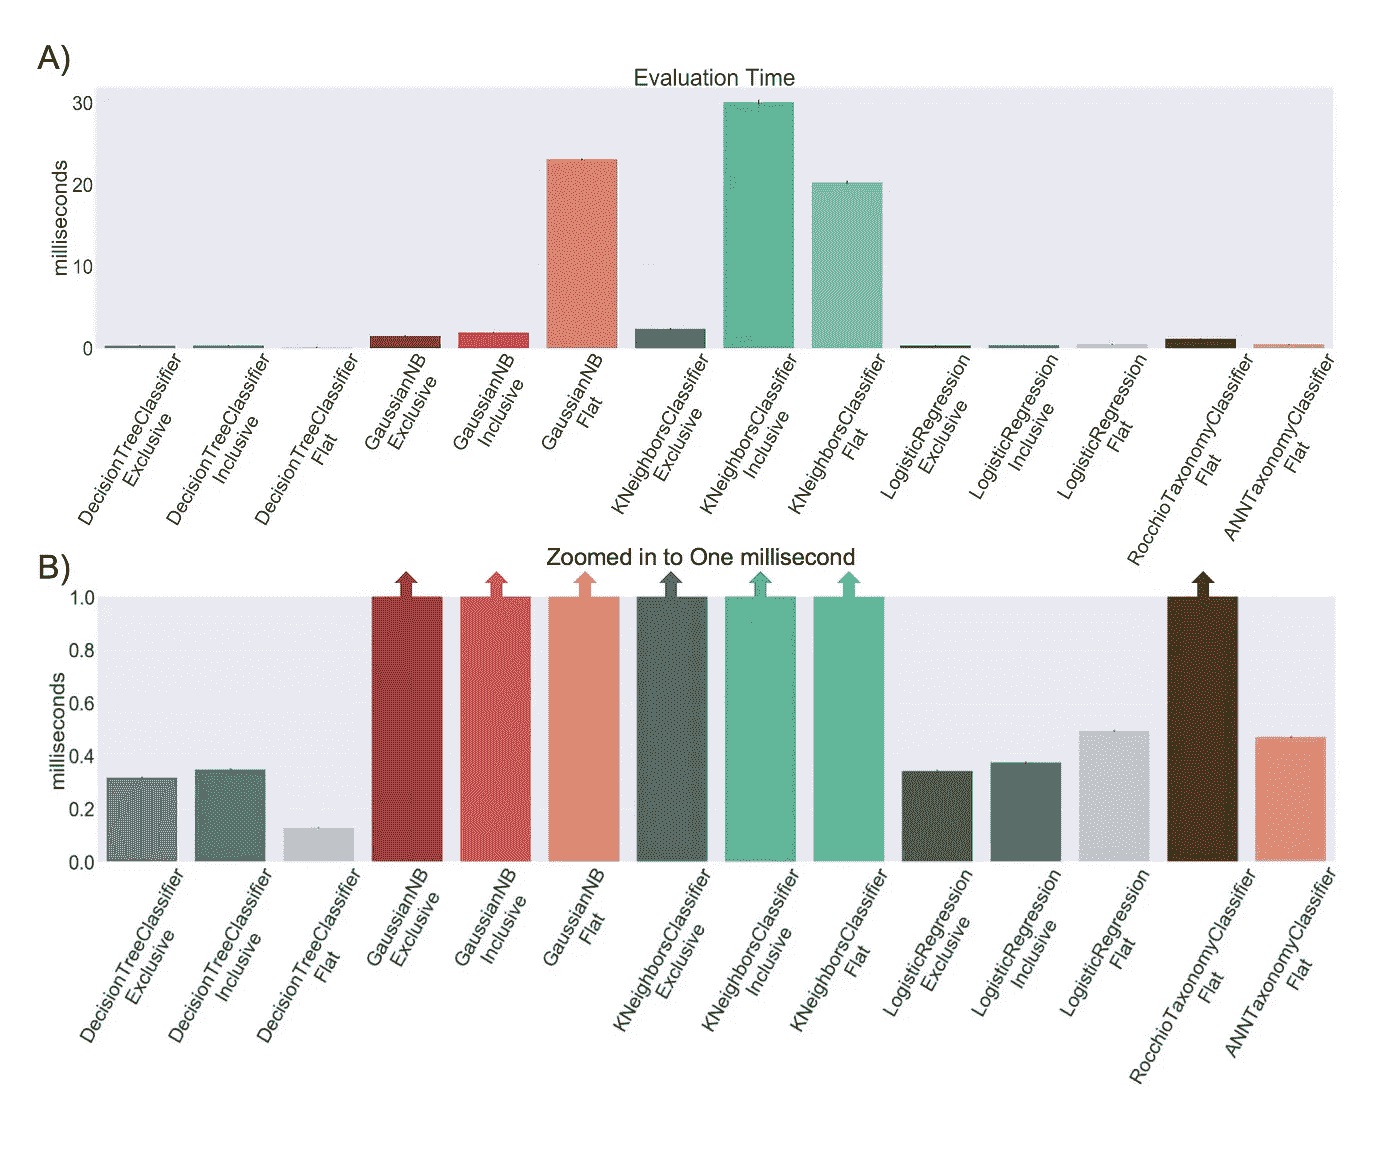 A)
Evaluation Time
milliseconds
30
20
10
0
DecisionTreeClassifier
Exclusive
DecisionTreeClassifier
Inclusive
DecisionTreeClassifier
Flat
GaussianNB
Exclusive
GaussianNB
Inclusive
GaussianNB
Flat
KNeighborsClassifier
Exclusive
KNeighborsClassifier
Inclusive
KNeighborsClassifier
Flat
LogisticRegression
Exclusive
LogisticRegression
Inclusive
LogisticRegression
Flat
RocchioTaxonomyClassifier
Flat
ANNTaxonomyClassifier
Flat
B)
Zoomed in to One millisecond
milliseconds
1.0
0.8
0.6
0.4
0.2
0.0
DecisionTreeClassifier
Exclusive
DecisionTreeClassifier
Inclusive
DecisionTreeClassifier
Flat
GaussianNB
Exclusive
GaussianNB
Inclusive
GaussianNB
Flat
KNeighborsClassifier
Exclusive
KNeighborsClassifier
Inclusive
KNeighborsClassifier
Flat
LogisticRegression
Exclusive
LogisticRegression
Inclusive
LogisticRegression
Flat
RocchioTaxonomyClassifier
Flat
ANNTaxonomyClassifier
Flat